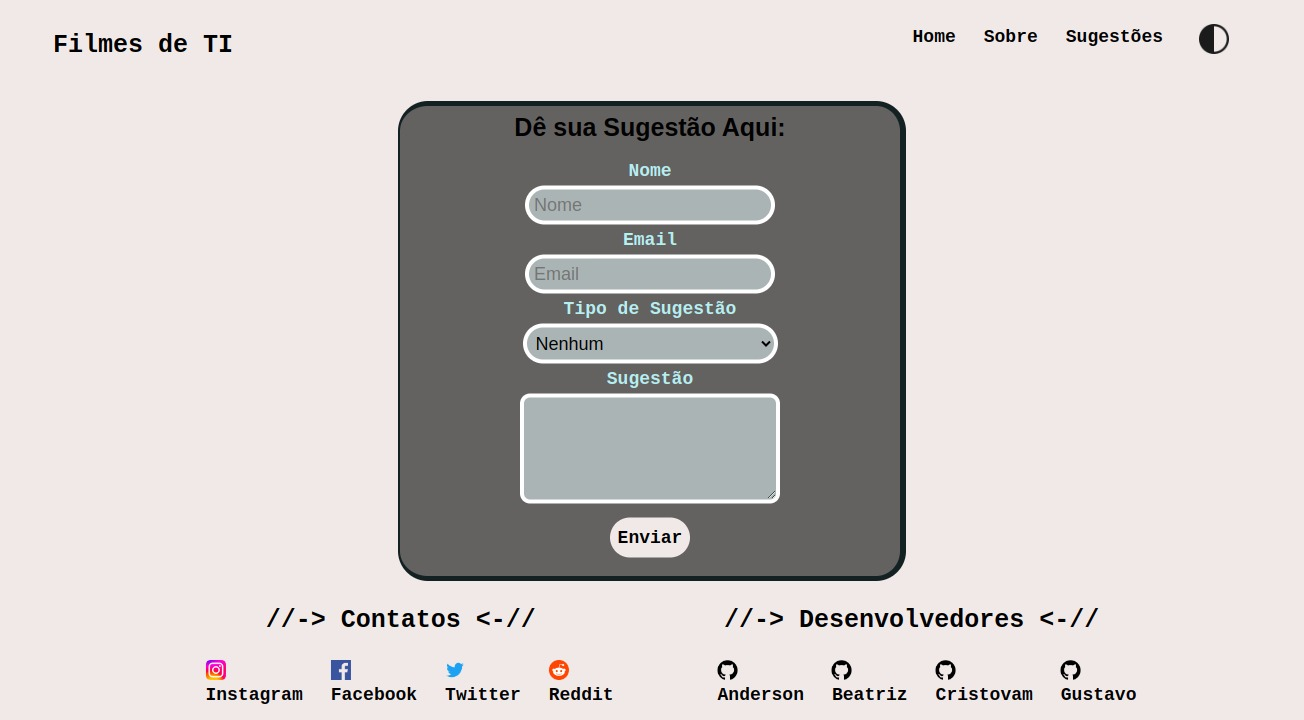 Filmes de TI
Home Sobre Sugestões
Dê sua Sugestão Aqui:
Nome
Nome
Email
Email
Tipo de Sugestão
Nenhum
Sugestão
Enviar
//-> Contatos <-// //-> Desenvolvedores <-//
Instagram Facebook Twitter Reddit Anderson Beatriz Cristovam Gustavo